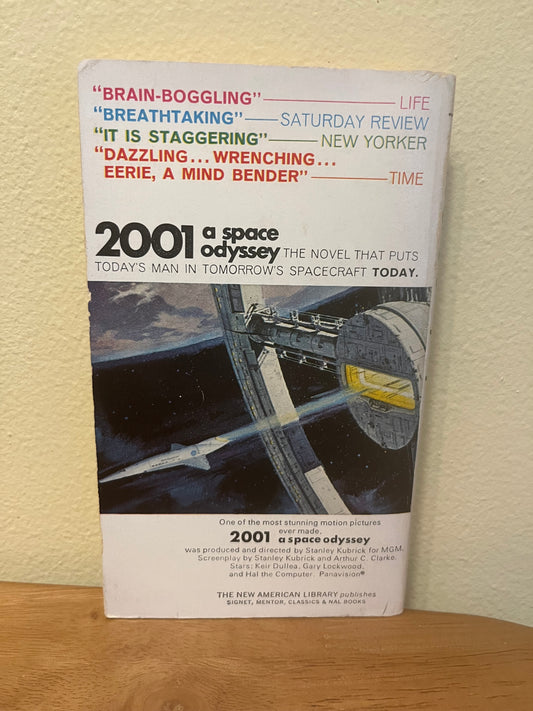 "BRAIN-BOGGLING"—LIFE
"BREATHTAKING"—SATURDAY REVIEW
"IT IS STAGGERING"—NEW YORKER
"DAZZLING...WRENCHING...
EERIE, A MIND BENDER"—TIME
2001 a space
odyssey THE NOVEL THAT PUTS
TODAY'S MAN IN TOMORROW'S SPACECRAFT TODAY.
One of the most stunning motion pictures
ever made.
2001 a space odyssey
was produced and directed by Stanley Kubrick for MGM.
Screenplay by Stanley Kubrick and Arthur C. Clarke.
Stars: Keir Dullea, Gary Lockwood,
and Hal the Computer. Panavision®
THE NEW AMERICAN LIBRARY publishes
SIGNET, MENTOR, CLASSICS & NAL BOOKS